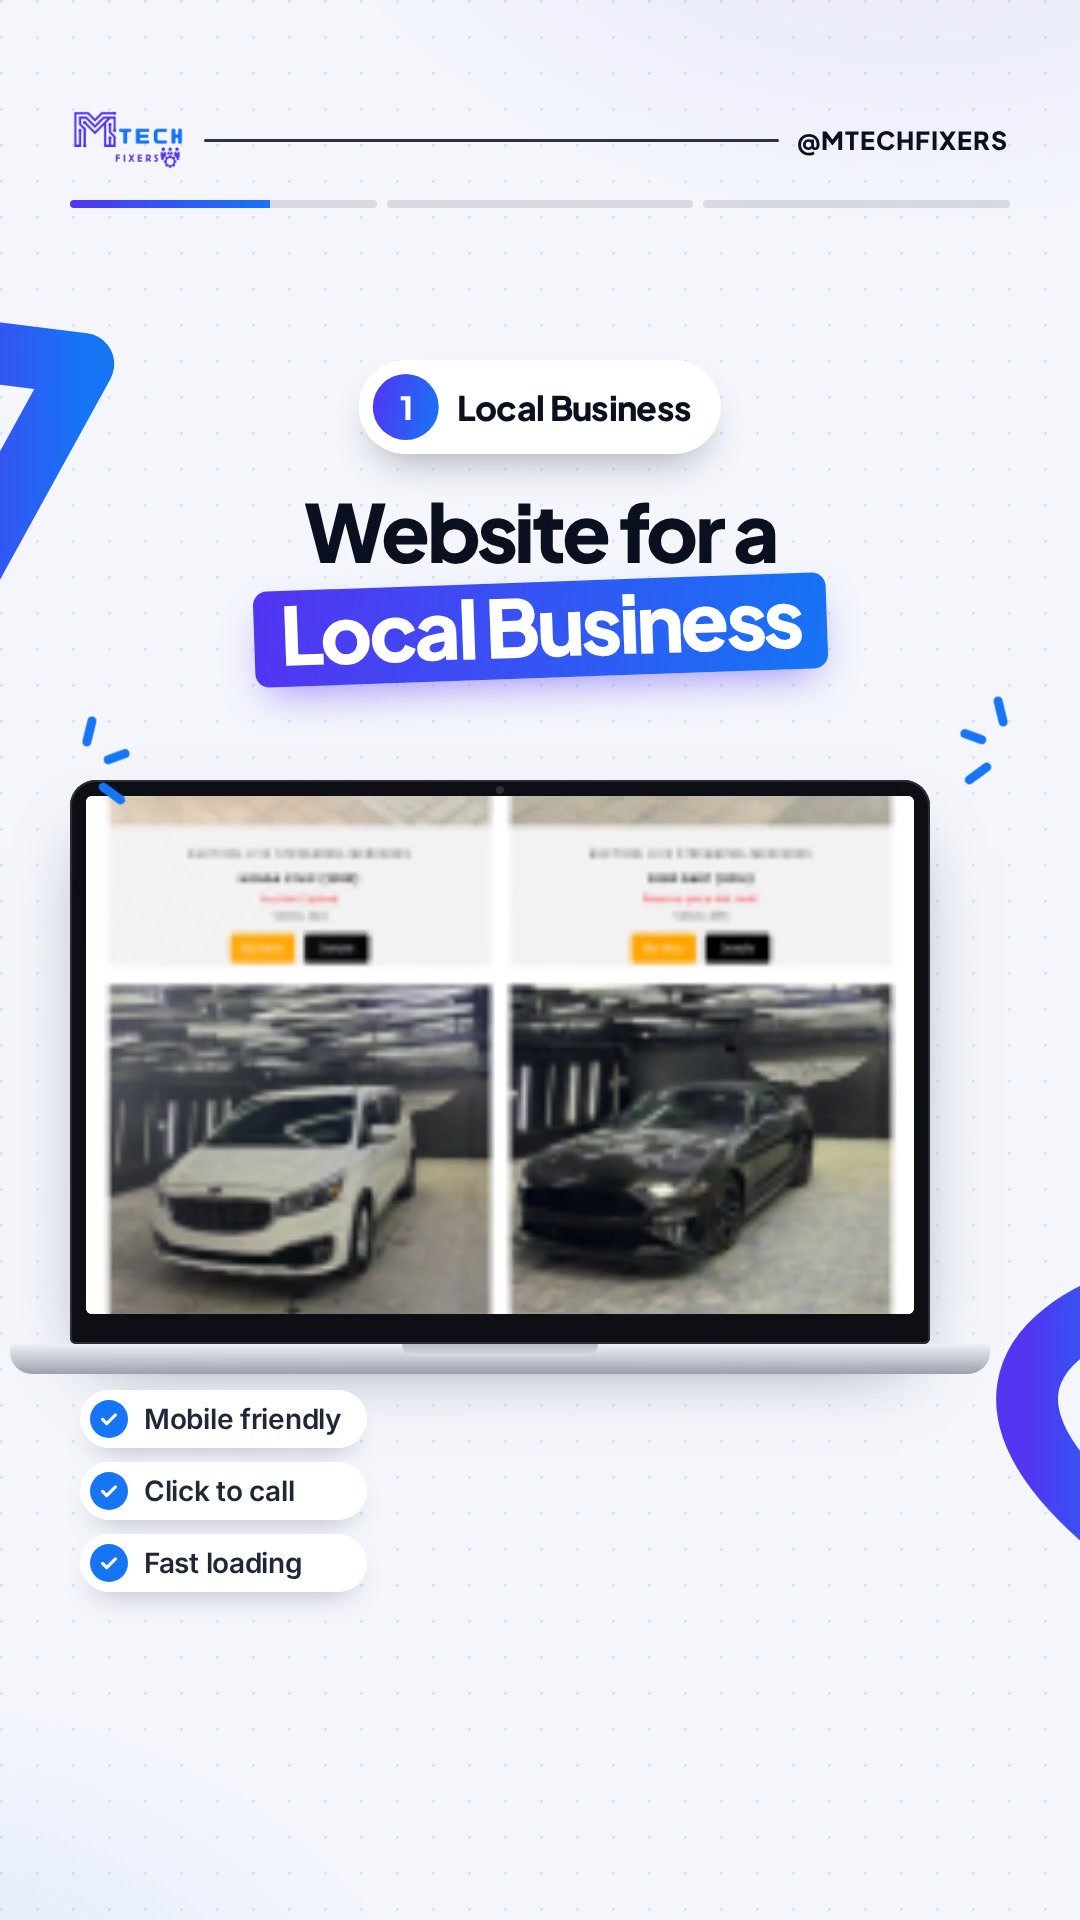 MTECH
FIXERS
@MTECHFIXERS
1 Local Business
Website for a
Local Business
Mobile friendly
Click to call
Fast loading